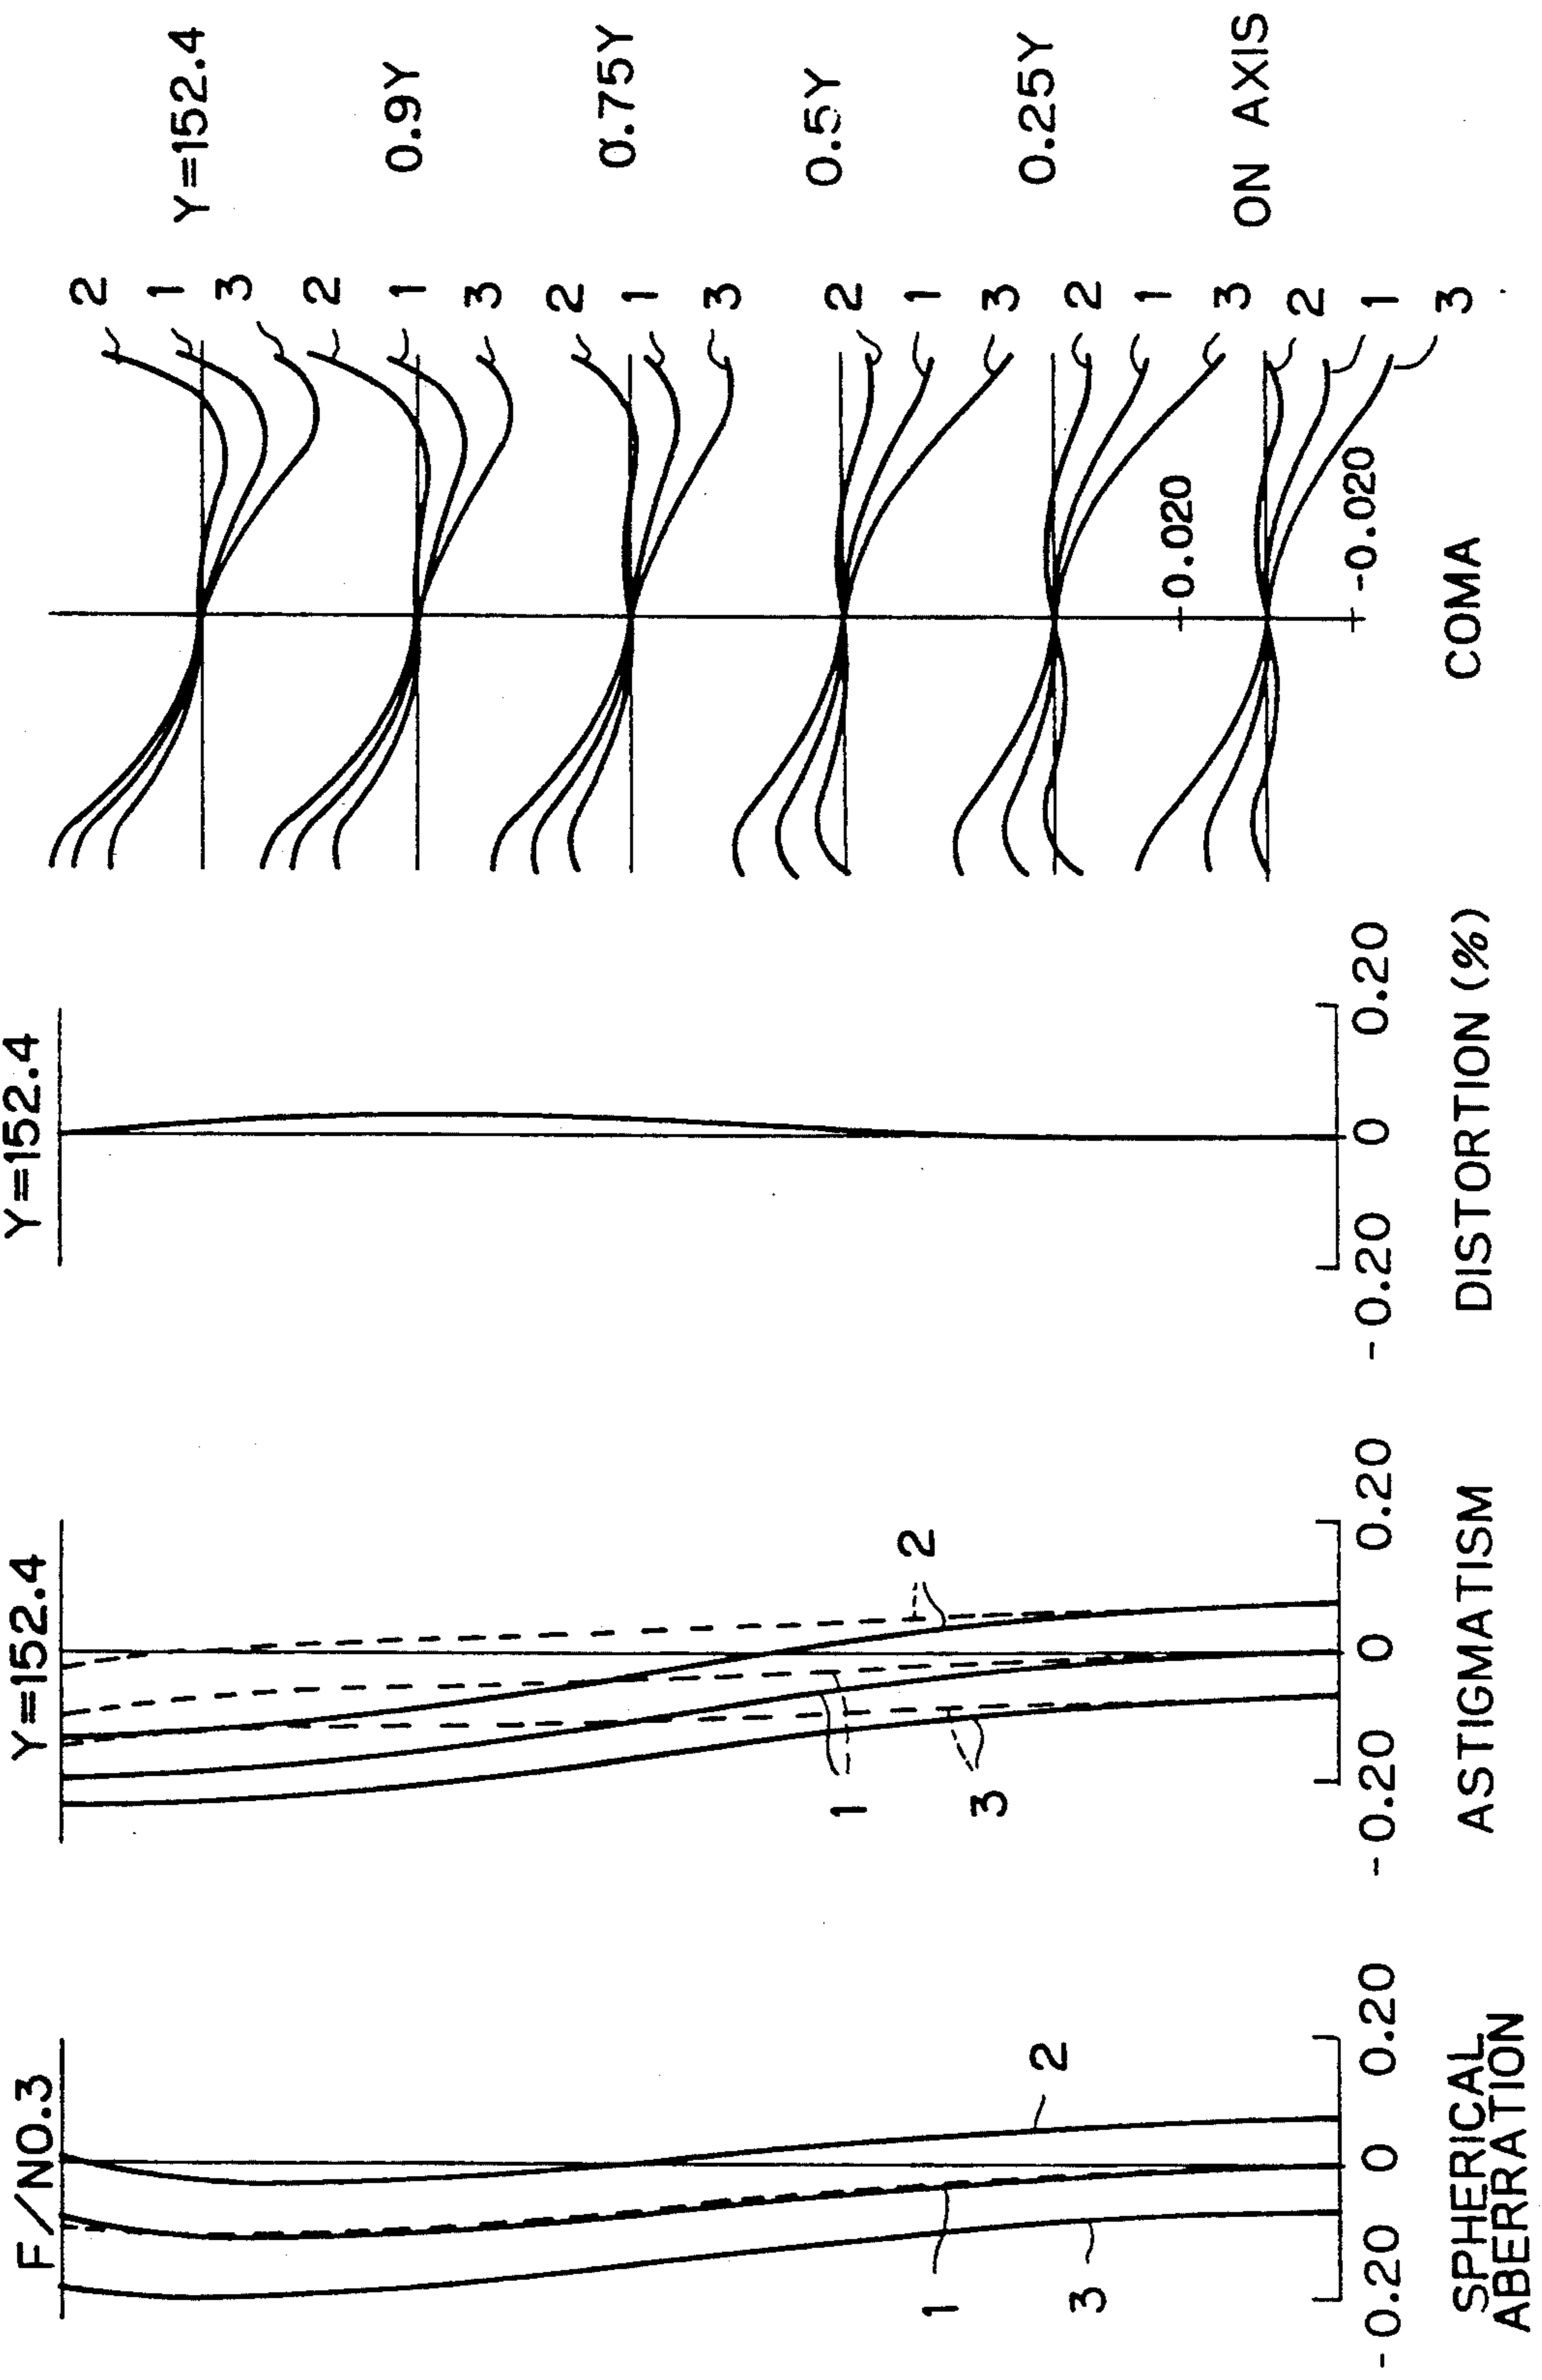 F/NO.3
1
2
3
-0.20
0
0.20
SPHERICAL
ABERRATION
Y=152.4
1
2
3
-0.20
0
0.20
ASTIGMATISM
Y=152.4
-0.20
0
0.20
DISTORTION (%)
2
1
3
Y=152.4
2
1
3
0.9Y
2
1
3
0.75Y
2
1
3
0.5Y
2
1
3
0.25Y
0.020
2
1
3
ON AXIS
-0.020
COMA